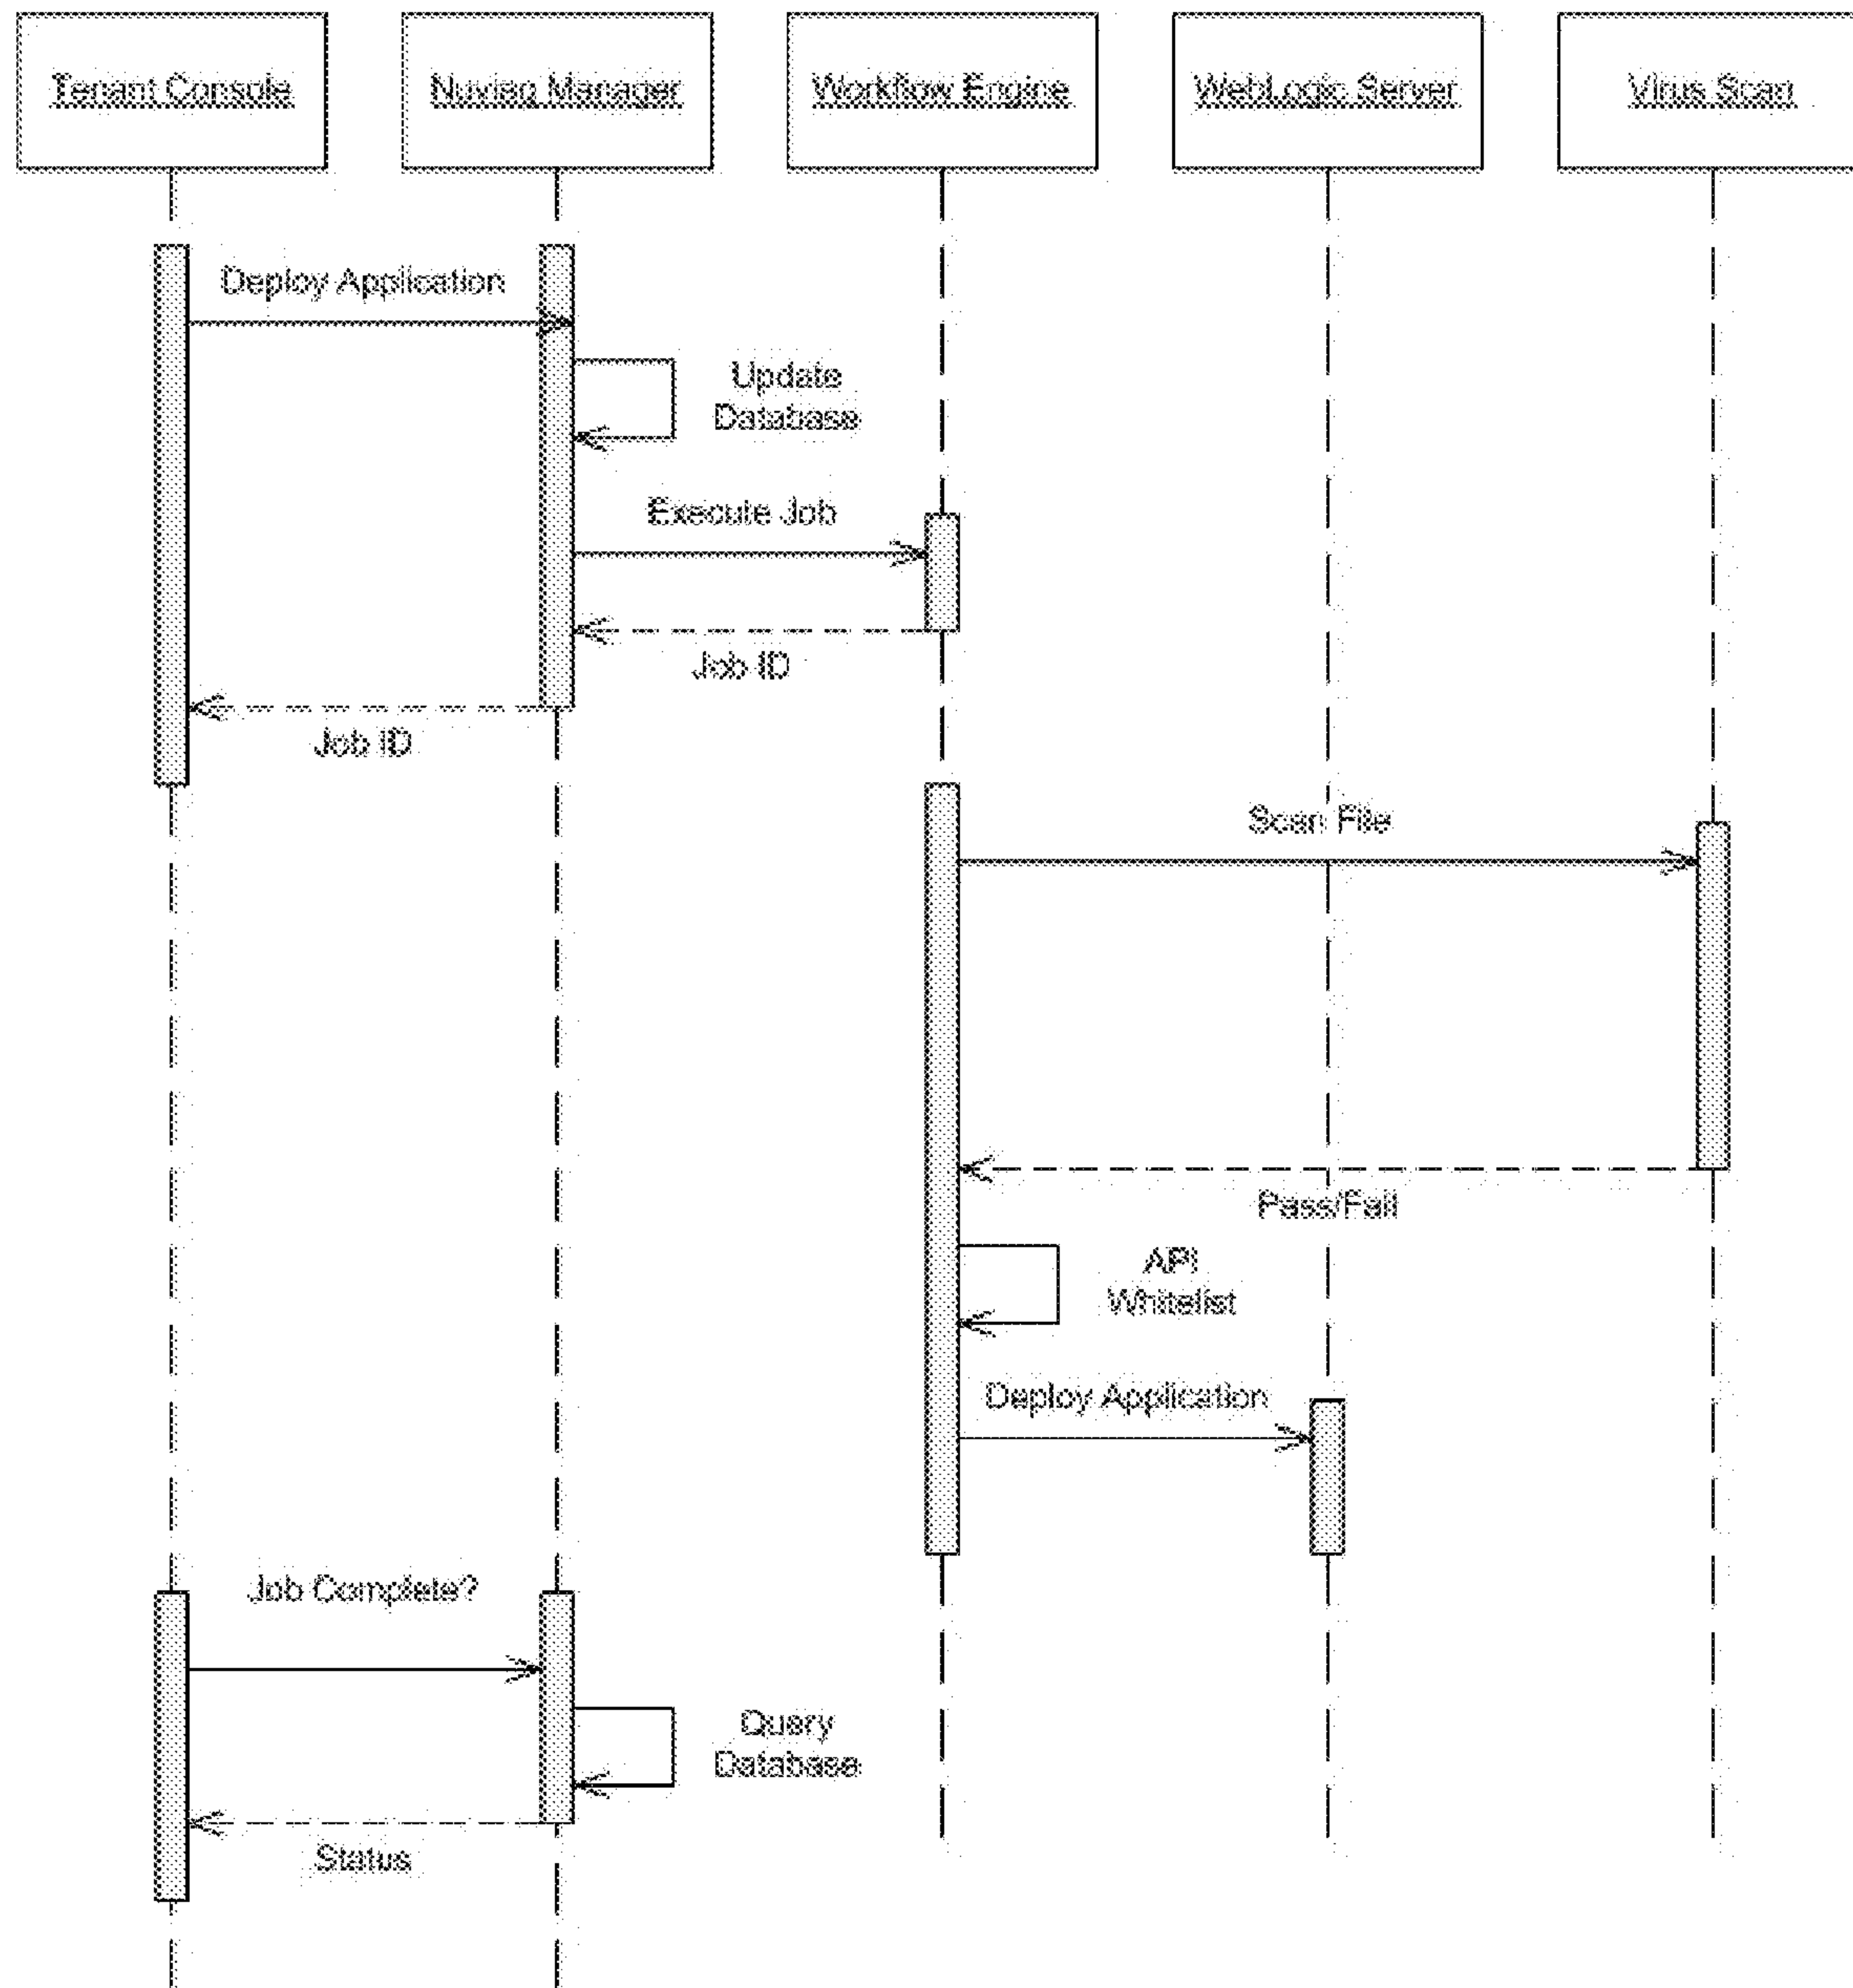 Tenant Console
Nuviaq Manager
Workflow Engine
WebLogic Server
Virus Scan
Deploy Application
Update
Database
Execute Job
Job ID
Job ID
Scan File
Pass/Fail
API
Whitelist
Deploy Application
Job Complete?
Query
Database
Status